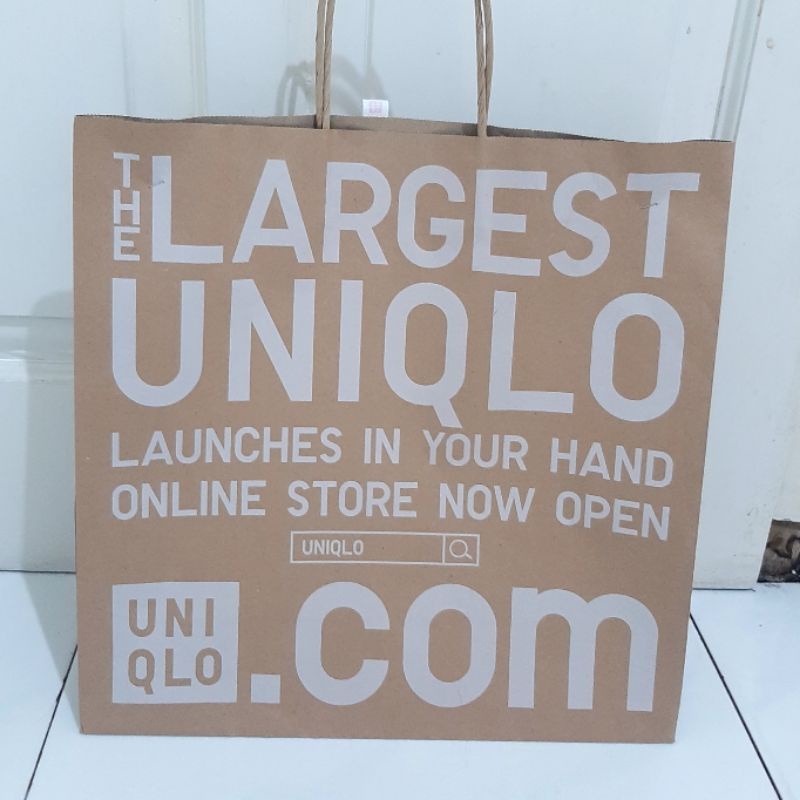 THE LARGEST
UNIQLO
LAUNCHES IN YOUR HAND
ONLINE STORE NOW OPEN
UNIQLO
UNI
QLO
.com